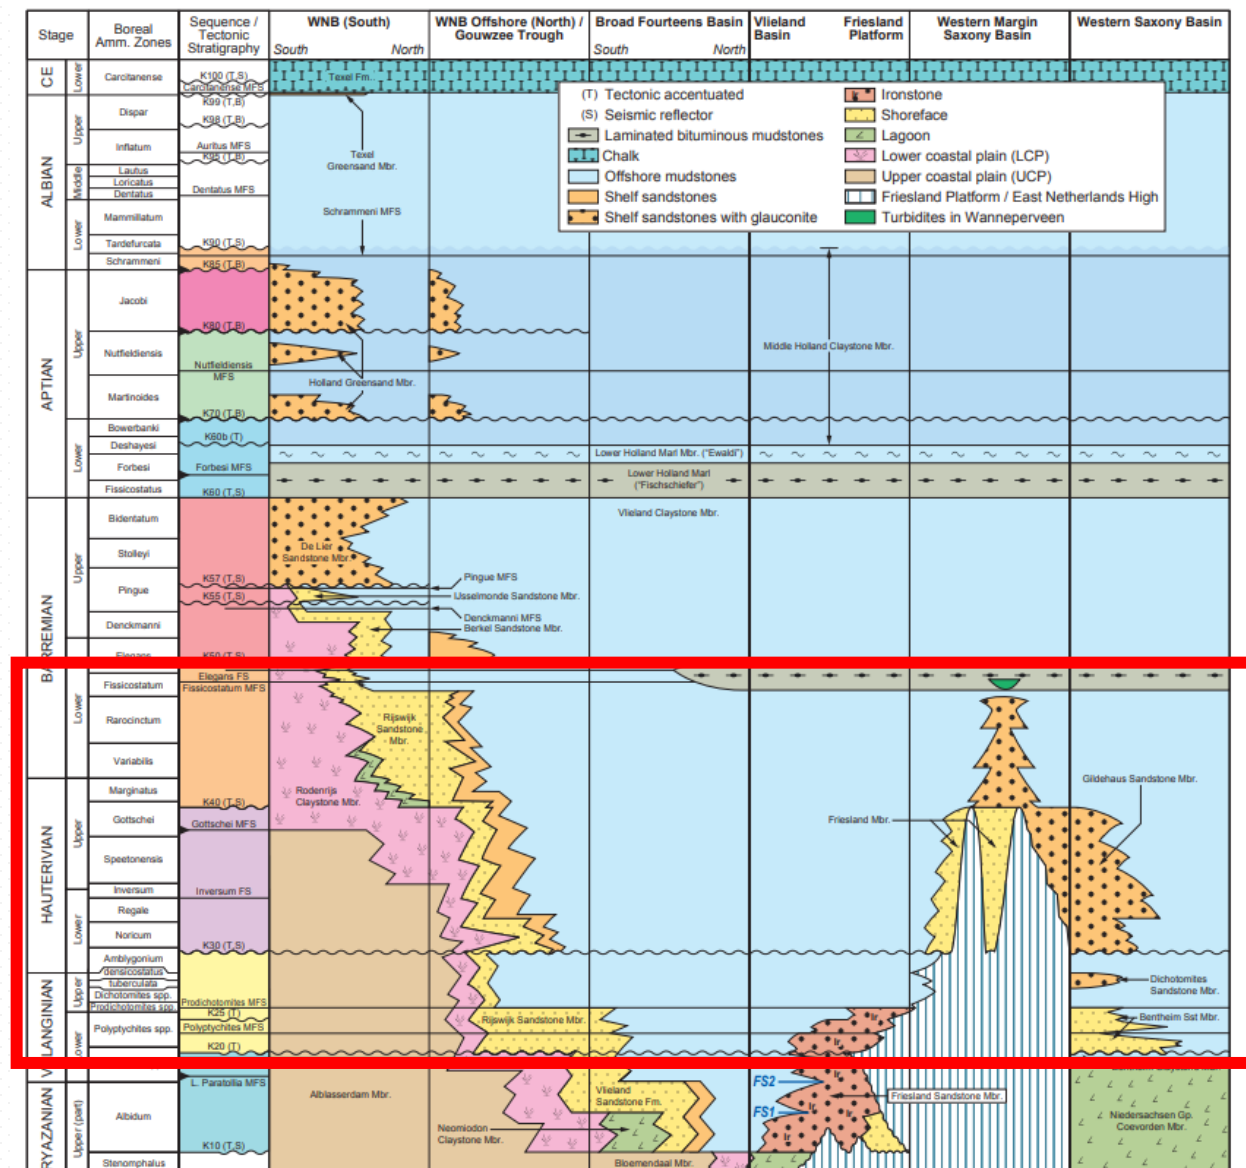 Stage
Boreal
Amm. Zones
Sequence /
Tectonic
Stratigraphy
WNB (South)
South North
WNB Offshore (North) /
Gouwzee Trough
Broad Fourteens Basin
South North
Vlieland
Basin
Friesland
Platform
Western Margin
Saxony Basin
Western Saxony Basin
CE
Lower
Carcitanense
K100 (T,S)
Carcitanense MFS
Texel Fm.
ALBIAN
Upper
Middle
Lower
Dispar
Inflatum
Lautus
Loricatus
Dentatus
Mammillatum
Tardefurcata
Schrammeni
K99 (T,B)
K98 (T,B)
Auritus MFS
K95 (T,B)
Dentatus MFS
K90 (T,S)
K85 (T,B)
Texel
Greensand Mbr.
Schrammeni MFS
(T) Tectonic accentuated
(S) Seismic reflector
Laminated bituminous mudstones
Chalk
Offshore mudstones
Shelf sandstones
Shelf sandstones with glauconite
Ir Ironstone
Shoreface
Lagoon
Lower coastal plain (LCP)
Upper coastal plain (UCP)
Friesland Platform / East Netherlands High
Turbidites in Wanneperveen
APTIAN
Upper
Lower
Jacobi
Nutfieldiensis
Martinoides
Bowerbanki
Deshayesi
Forbesi
Fissicostatus
K80 (T,B)
Nutfieldiensis
MFS
K70 (T,B)
K60b (T)
Forbesi MFS
K60 (T,S)
Holland Greensand Mbr.
Middle Holland Claystone Mbr.
Lower Holland Marl Mbr. ("Ewaldi")
Lower Holland Marl
("Fischschiefer")
BARREMIAN
Upper
Lower
Bidentatum
Stolleyi
Pingue
Denckmanni
Elegans
Fissicostatum
Rarocinctum
Variabilis
K57 (T,S)
K55 (T,S)
K50 (T,S)
Elegans FS
Fissicostatum MFS
De Lier
Sandstone Mbr.
Pingue MFS
IJsselmonde Sandstone Mbr.
Denckmanni MFS
Berkel Sandstone Mbr.
Vlieland Claystone Mbr.
Rijswijk
Sandstone
Mbr.
Rodenrijs
Claystone Mbr.
HAUTERIVIAN
Upper
Lower
Marginatus
Gottschei
Speetonensis
Inversum
Regale
Noricum
Amblygonium
K40 (T,S)
Gottschei MFS
Inversum FS
K30 (T,S)
Gildehaus Sandstone Mbr.
Friesland Mbr.
VALANGINIAN
Upper
Lower
densicostatus
tuberculata
Dichotomites spp.
Prodichotomites spp.
Polyptychites spp.
Prodichotomites MFS
K25 (T)
Polyptychites MFS
K20 (T)
L. Paratollia MFS
Rijswijk Sandstone Mbr.
Ir
Ir
Ir
Ir
Dichotomites
Sandstone Mbr.
Bentheim Sst Mbr.
RYAZANIAN
Upper (part)
Albidum
Stenomphalus
K10 (T,S)
Alblasserdam Mbr.
Neomiodon
Claystone Mbr.
Vlieland
Sandstone Fm.
Bloemendaal Mbr.
FS2
FS1
Ir
Ir
Ir
Friesland Sandstone Mbr.
Niedersachsen Gp.
Coevorden Mbr.